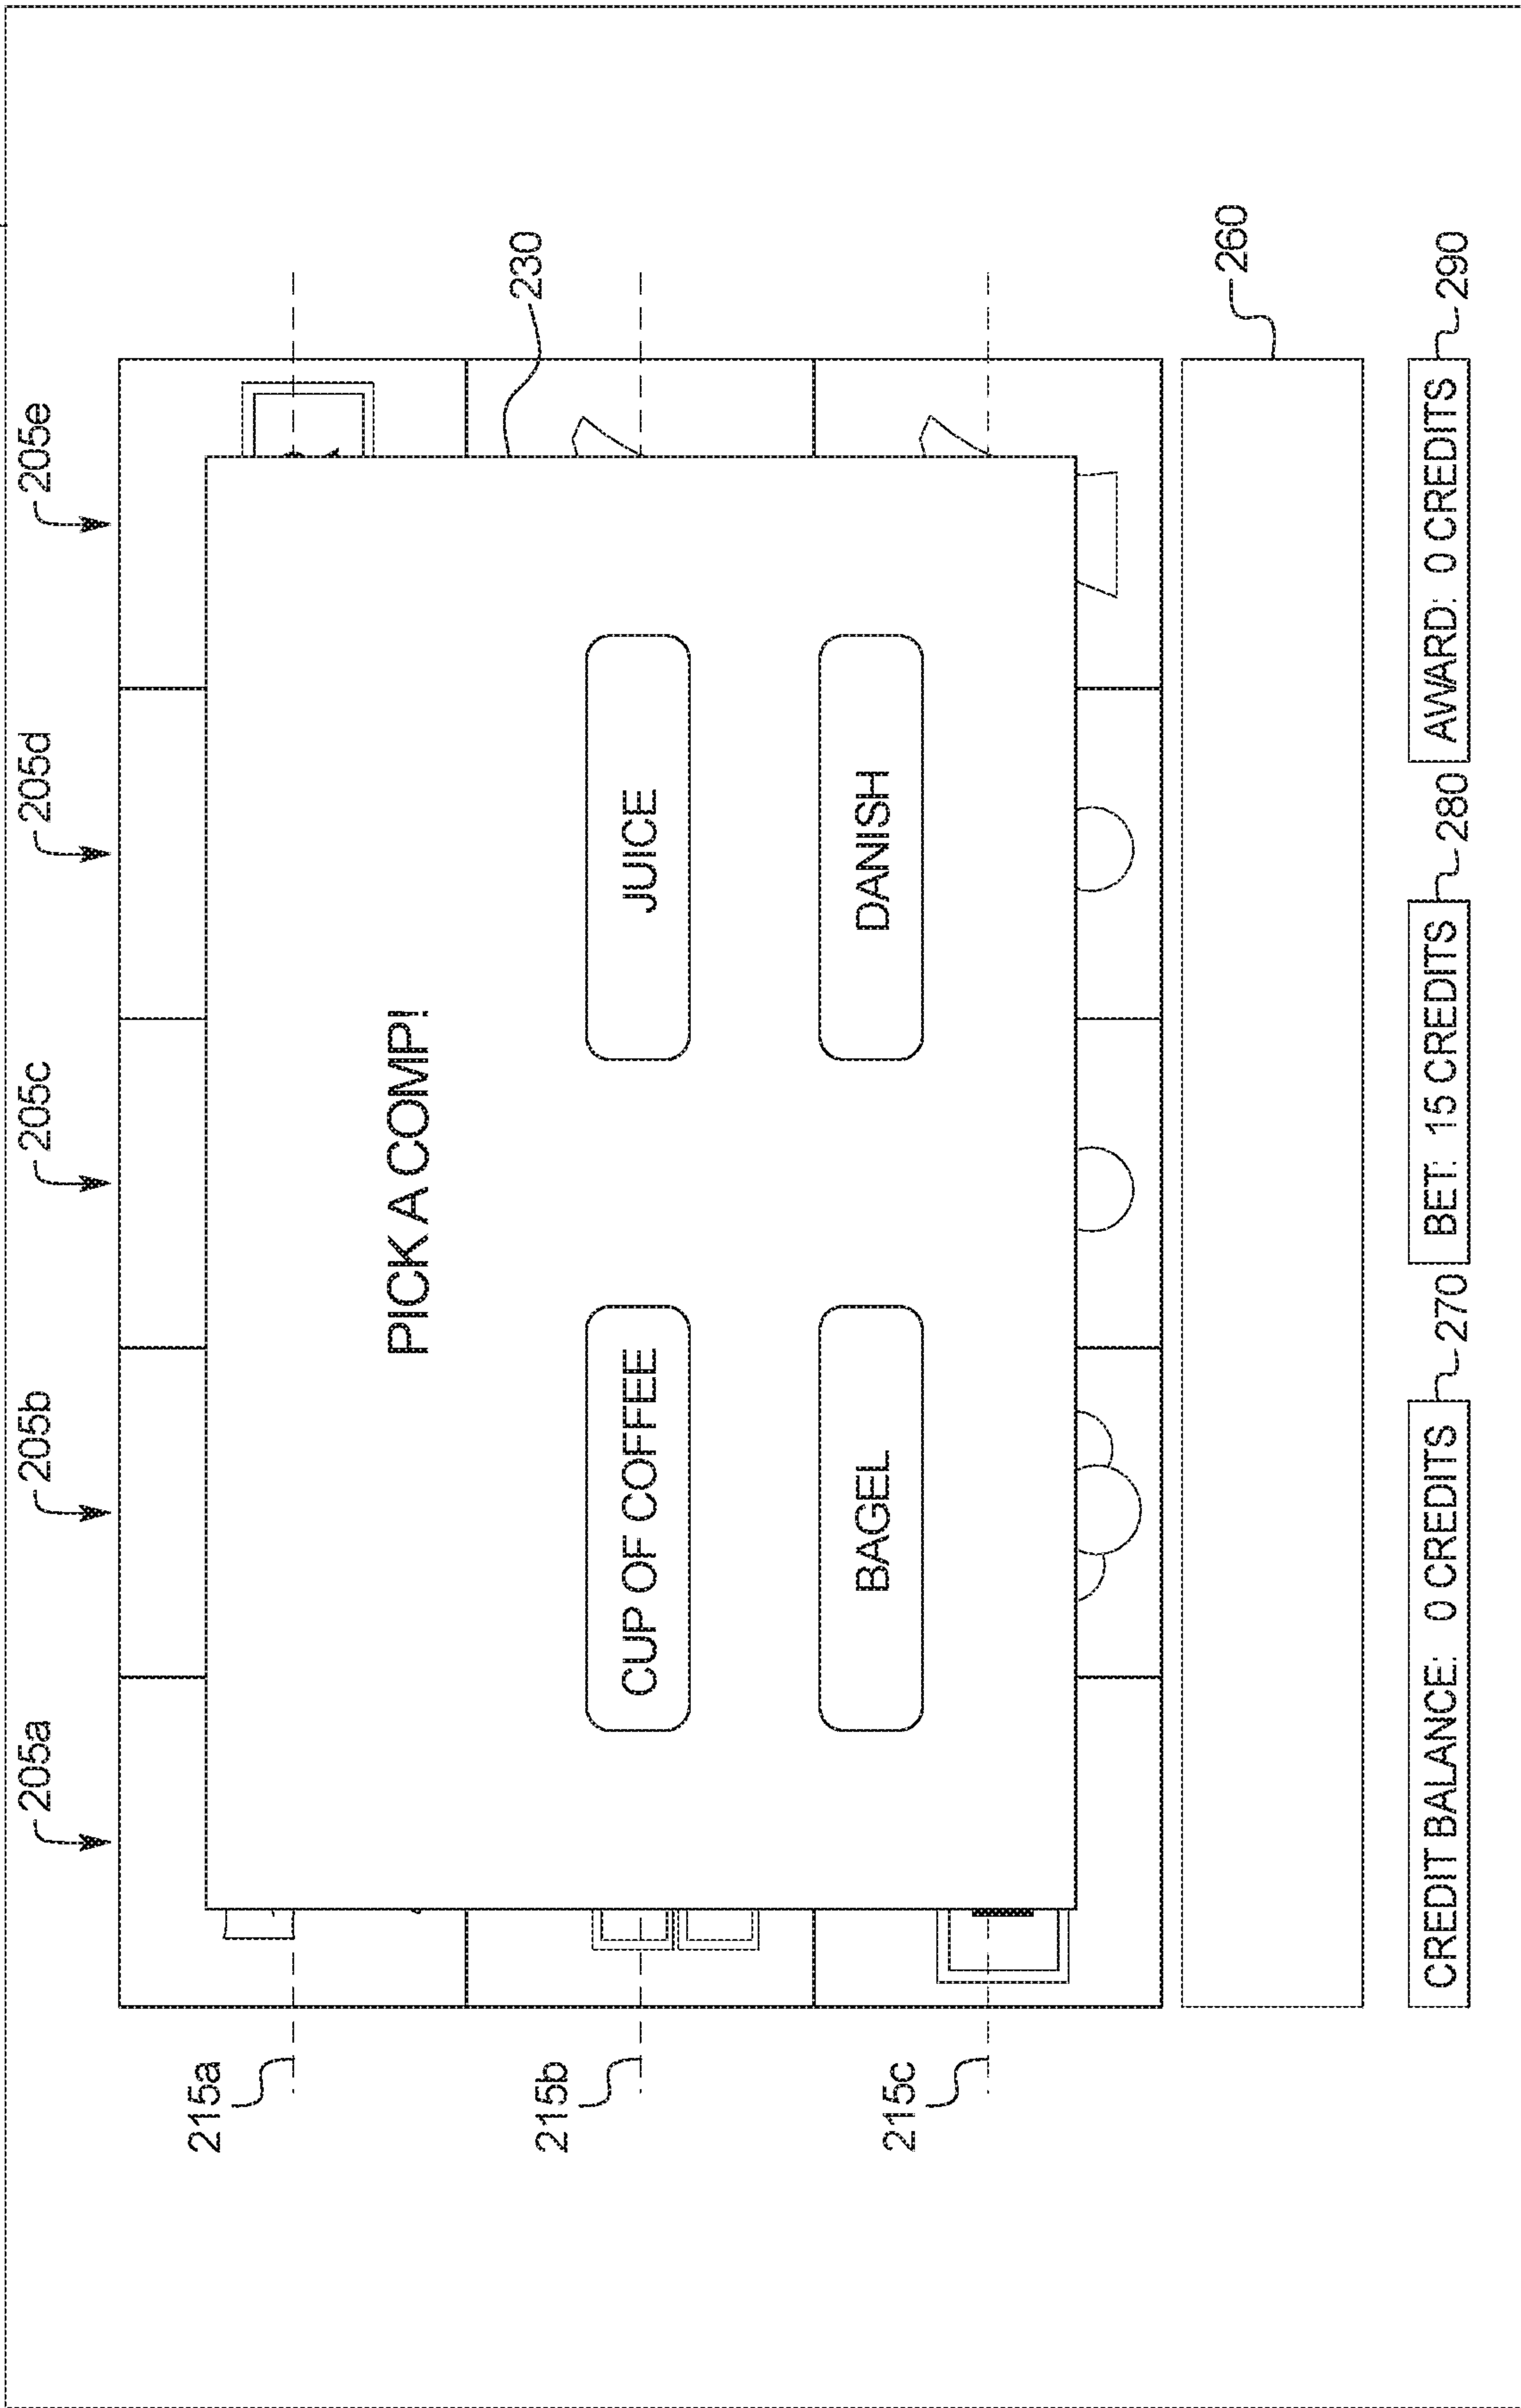 205a 205b 205c 205d 205e
215a
230
PICK A COMP!
215b
CUP OF COFFEE JUICE
215c
BAGEL DANISH
260
CREDIT BALANCE: 0 CREDITS 270 BET: 15 CREDITS 280 AWARD: 0 CREDITS 290